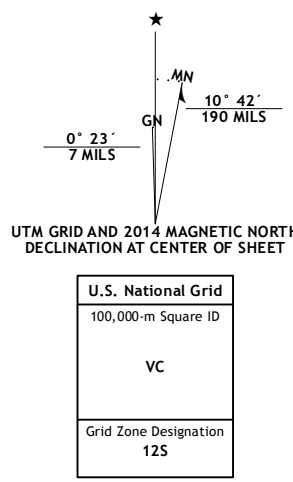 ★
MN
GN
10° 42´
190 MILS
0° 23´
7 MILS
UTM GRID AND 2014 MAGNETIC NORTH
DECLINATION AT CENTER OF SHEET
U.S. National Grid
100,000-m Square ID
VC
Grid Zone Designation
12S